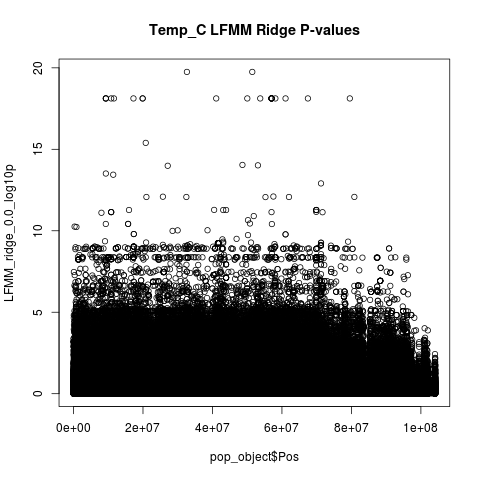 Temp_C LFMM Ridge P-values
20
15
10
5
0
LFMM_ridge_0.0_log10p
0e+00 2e+07 4e+07 6e+07 8e+07 1e+08
pop_object$Pos